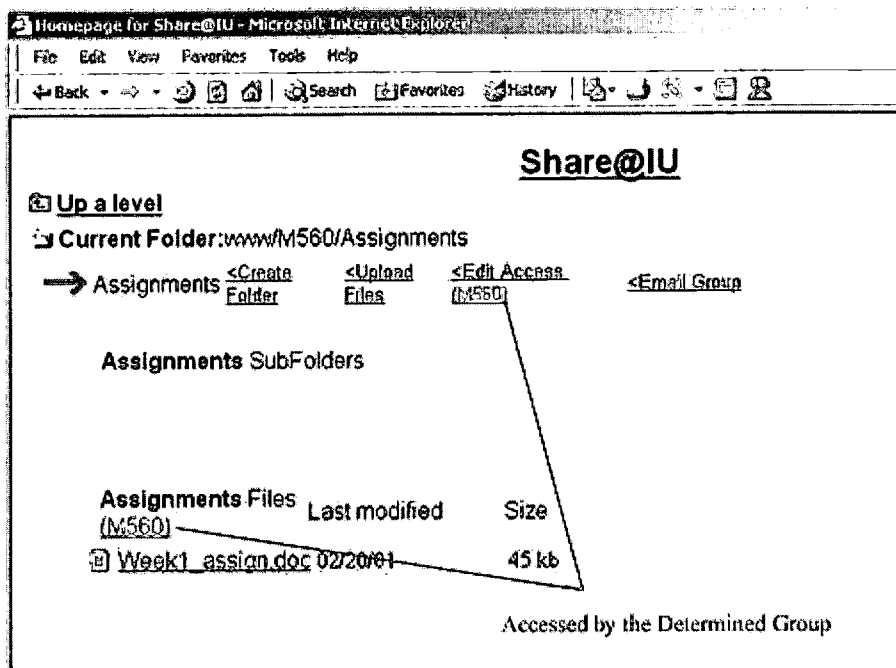 Homepage for Share@IU - Microsoft Internet Explorer
File Edit View Favorites Tools Help
Back Search Favorites History
Share@IU
Up a level
Current Folder:www/M560/Assignments
Assignments <Create Folder <Upload Files <Edit Access (M560) <Email Group
Assignments SubFolders
Assignments Files (M560) Last modified Size
Week1_assign.doc 02/20/01 45 kb
Accessed by the Determined Group